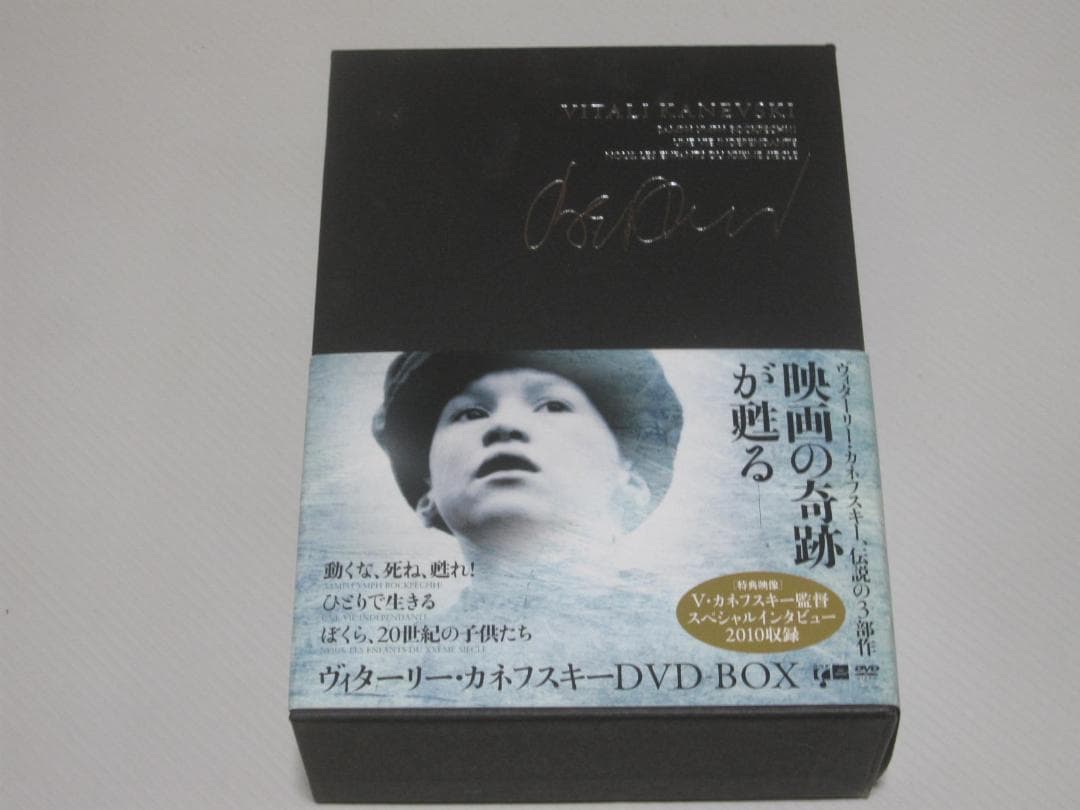 VITALI KANEVSKI
ヴィターリー・カネフスキー、伝説の3部作
映画の奇跡
が甦る——
動くな、死ね、甦れ!
ひとりで生きる
UNE VIE INDEPENDANTE
ぼくら、20世紀の子供たち
NOUS, LES ENFANTS DU XXÈME SIÈCLE
[特典映像]
V・カネフスキー監督
スペシャルインタビュー
2010収録
ヴィターリー・カネフスキーDVD-BOX
DVD